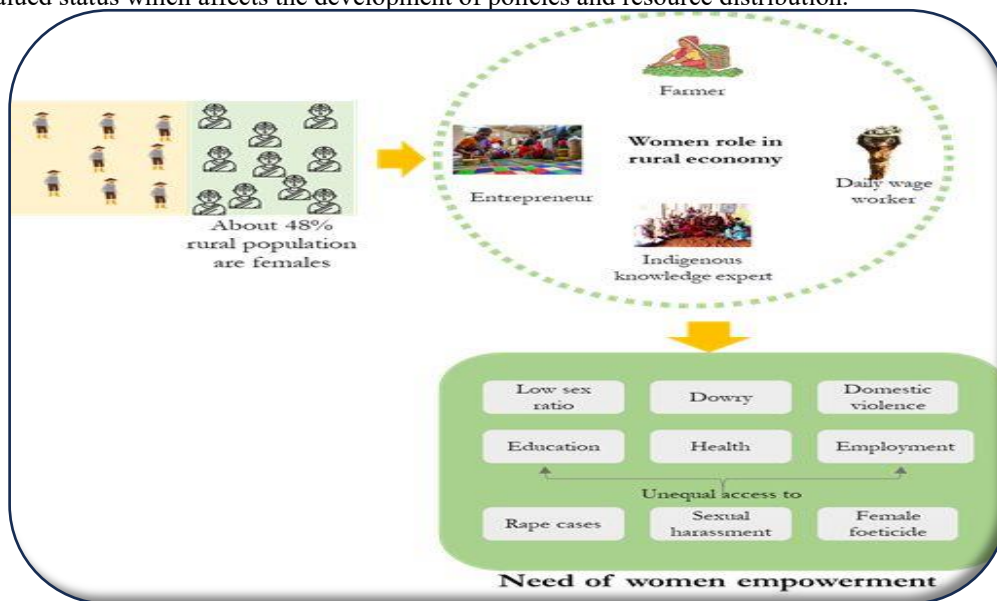 status which affects the development of policies and resource distribution.
Farmer
Women role in
rural economy
Entrepreneur
Daily wage
worker
Indigenous
knowledge expert
About 48%
rural population
are females
Low sex
ratio
Dowry
Domestic
violence
Education
Health
Employment
Unequal access to
Rape cases
Sexual
harassment
Female
foeticide
Need of women empowerment